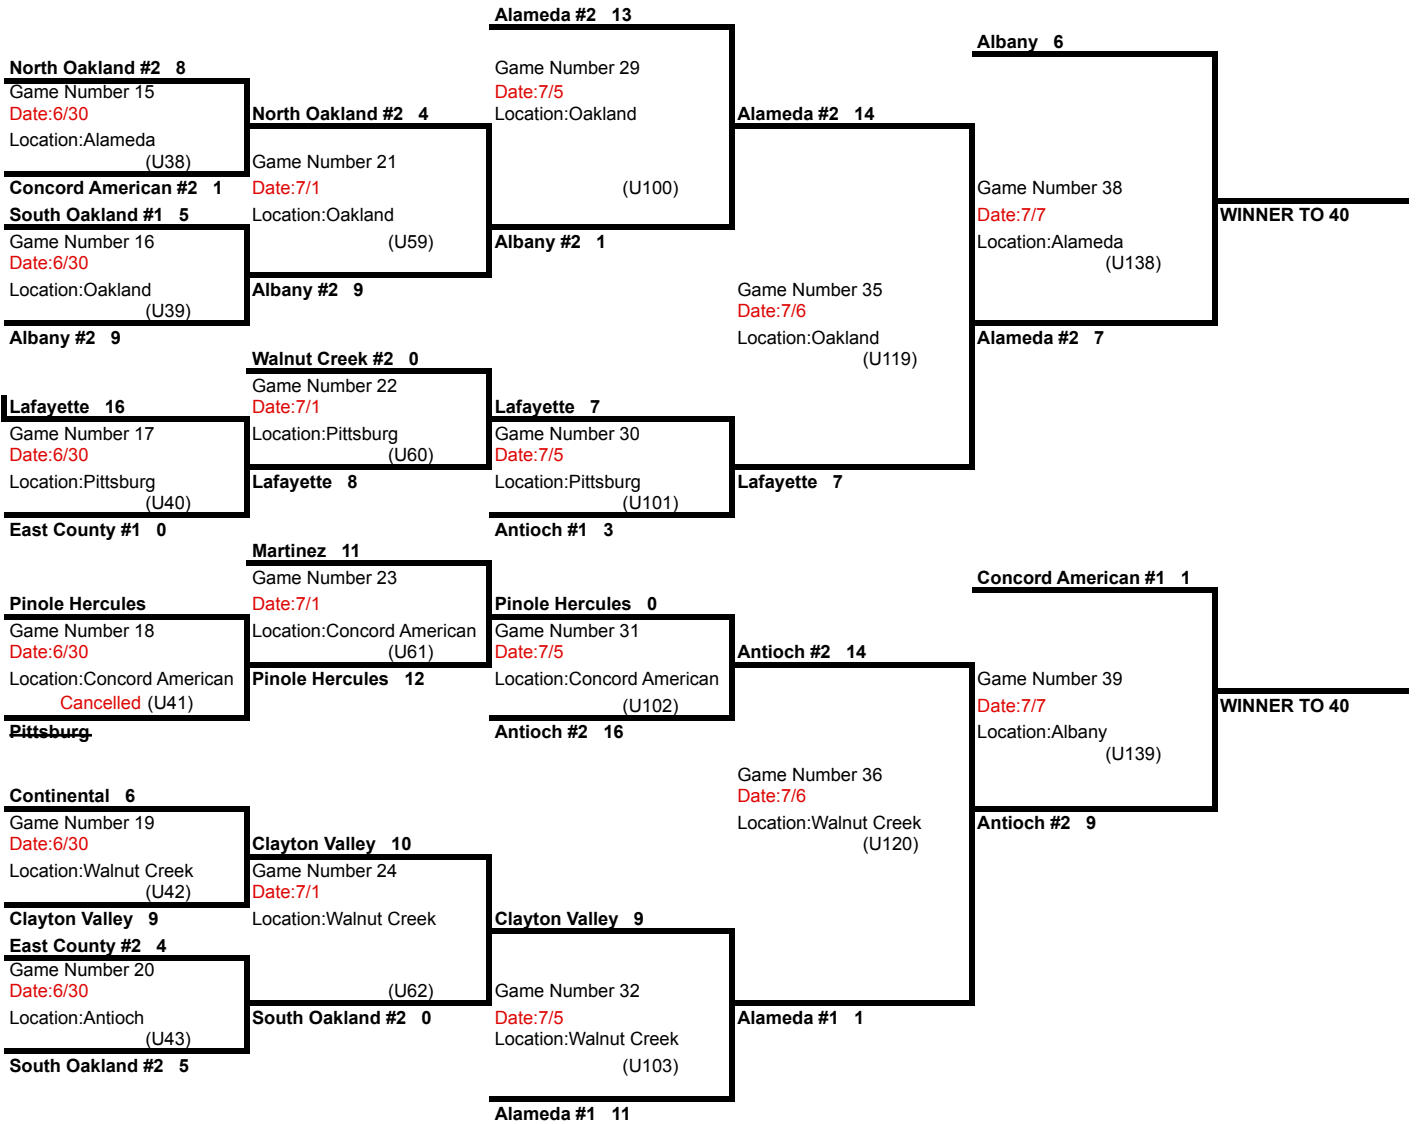 Alameda #2 13
Albany 6
North Oakland #2 8
Game Number 15
Date:6/30
Location:Alameda
(U38)
Concord American #2 1
South Oakland #1 5
Game Number 16
Date:6/30
Location:Oakland
(U39)
Albany #2 9
North Oakland #2 4
Game Number 21
Date:7/1
Location:Oakland
(U59)
Albany #2 9
Game Number 29
Date:7/5
Location:Oakland
(U100)
Albany #2 1
Alameda #2 14
Game Number 35
Date:7/6
Location:Oakland
(U119)
Lafayette 7
Game Number 38
Date:7/7
Location:Alameda
(U138)
Alameda #2 7
WINNER TO 40
Walnut Creek #2 0
Game Number 22
Date:7/1
Location:Pittsburg
(U60)
Lafayette 8
Lafayette 16
Game Number 17
Date:6/30
Location:Pittsburg
(U40)
East County #1 0
Lafayette 7
Game Number 30
Date:7/5
Location:Pittsburg
(U101)
Antioch #1 3
Martinez 11
Game Number 23
Date:7/1
Location:Concord American
(U61)
Pinole Hercules 12
Pinole Hercules
Game Number 18
Date:6/30
Location:Concord American
Cancelled (U41)
Pittsburg
Pinole Hercules 0
Game Number 31
Date:7/5
Location:Concord American
(U102)
Antioch #2 16
Antioch #2 14
Game Number 36
Date:7/6
Location:Walnut Creek
(U120)
Alameda #1 1
Concord American #1 1
Game Number 39
Date:7/7
Location:Albany
(U139)
Antioch #2 9
WINNER TO 40
Continental 6
Game Number 19
Date:6/30
Location:Walnut Creek
(U42)
Clayton Valley 9
East County #2 4
Game Number 20
Date:6/30
Location:Antioch
(U43)
South Oakland #2 5
Clayton Valley 10
Game Number 24
Date:7/1
Location:Walnut Creek
(U62)
South Oakland #2 0
Clayton Valley 9
Game Number 32
Date:7/5
Location:Walnut Creek
(U103)
Alameda #1 11